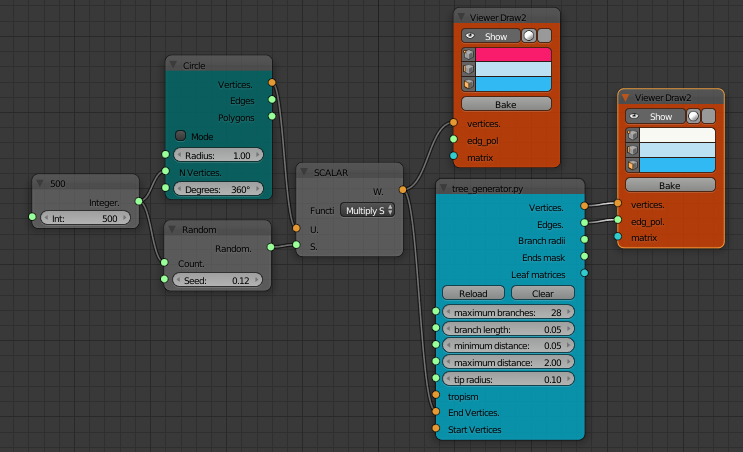 500
Integer.
Int: 500
Circle
Vertices.
Edges
Polygons
Mode
Radius: 1.00
N Vertices.
Degrees: 360°
Random
Random.
Count.
Seed: 0.12
SCALAR
W.
Functi Multiply S
U.
S.
Viewer Draw2
Show
Bake
vertices.
edg_pol
matrix
tree_generator.py
Vertices.
Edges.
Branch radii
Ends mask
Leaf matrices
Reload Clear
maximum branches: 28
branch length: 0.05
minimum distance: 0.05
maximum distance: 2.00
tip radius: 0.10
tropism
End Vertices.
Start Vertices
Viewer Draw2
Show
Bake
vertices.
edg_pol.
matrix